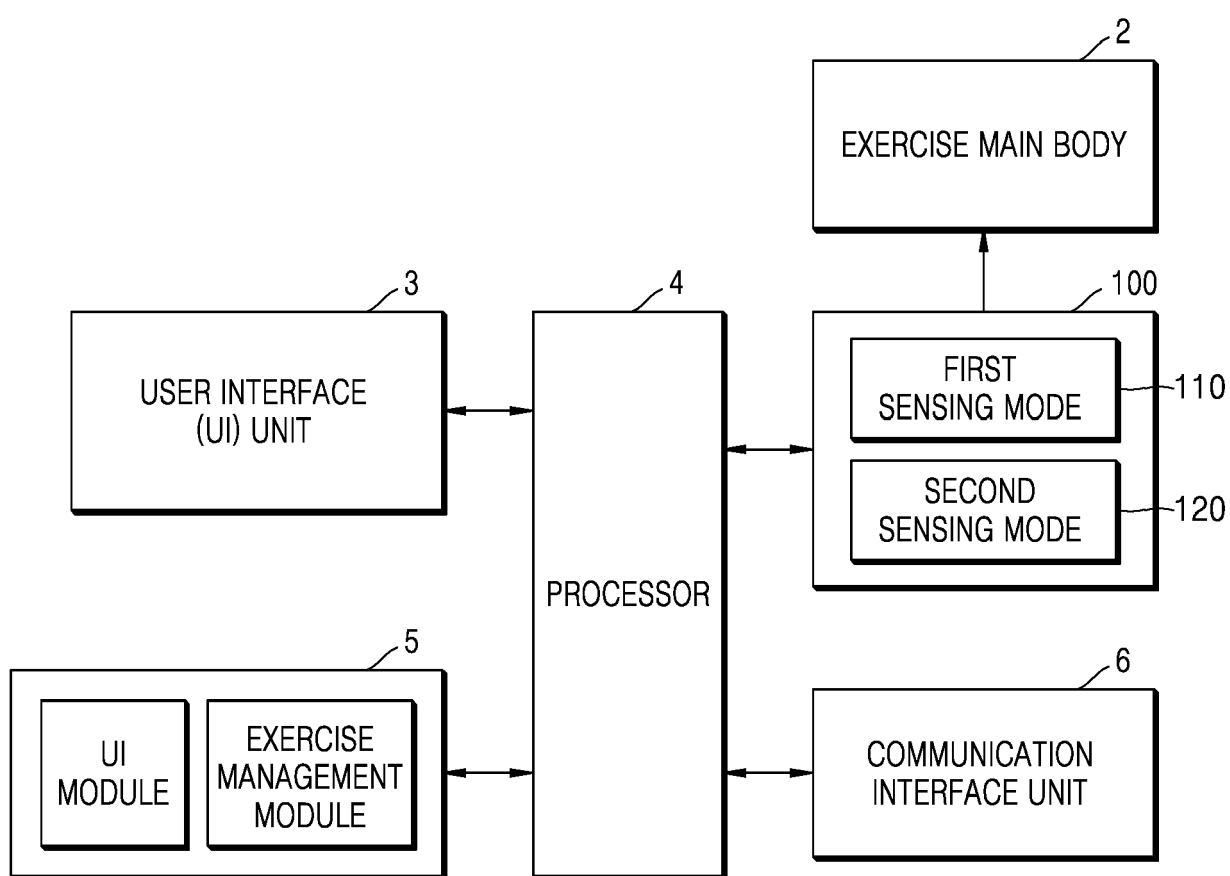 2
EXERCISE MAIN BODY
3
USER INTERFACE
(UI) UNIT
4
PROCESSOR
100
FIRST
SENSING MODE
110
SECOND
SENSING MODE
120
5
UI
MODULE
EXERCISE
MANAGEMENT
MODULE
6
COMMUNICATION
INTERFACE UNIT